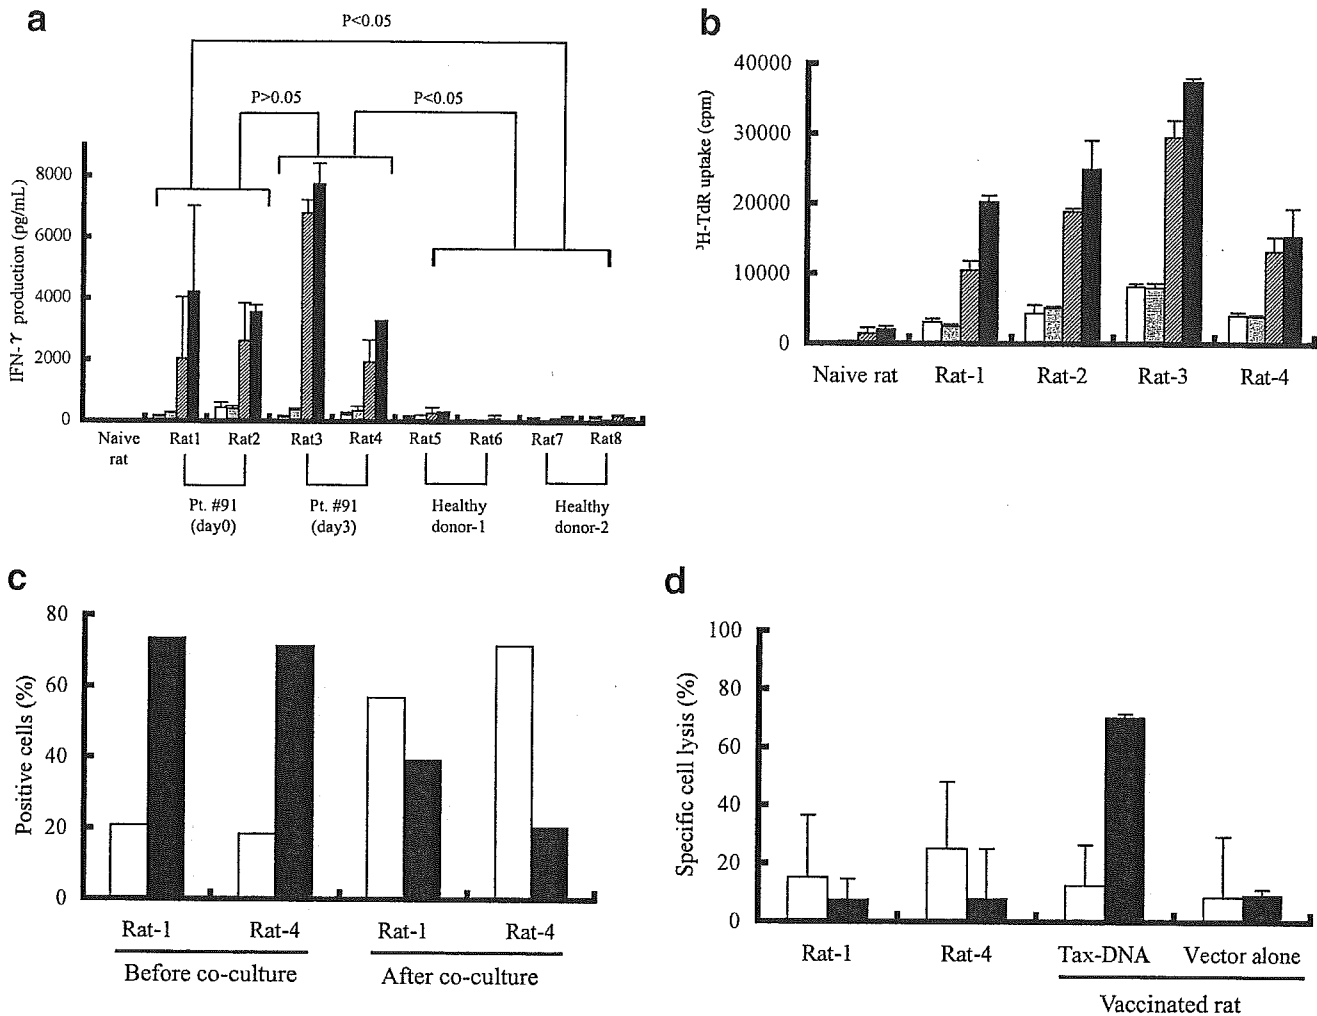 a
P<0.05
P>0.05
P<0.05
IFN-γ production (pg/mL)
8000
6000
4000
2000
0
Naive rat
Rat1
Rat2
Rat3
Rat4
Rat5
Rat6
Rat7
Rat8
Pt. #91 (day0)
Pt. #91 (day3)
Healthy donor-1
Healthy donor-2
b
³H-TdR uptake (cpm)
40000
30000
20000
10000
0
Naive rat
Rat-1
Rat-2
Rat-3
Rat-4
c
Positive cells (%)
80
60
40
20
0
Rat-1
Rat-4
Rat-1
Rat-4
Before co-culture
After co-culture
d
Specific cell lysis (%)
100
80
60
40
20
0
Rat-1
Rat-4
Tax-DNA
Vector alone
Vaccinated rat